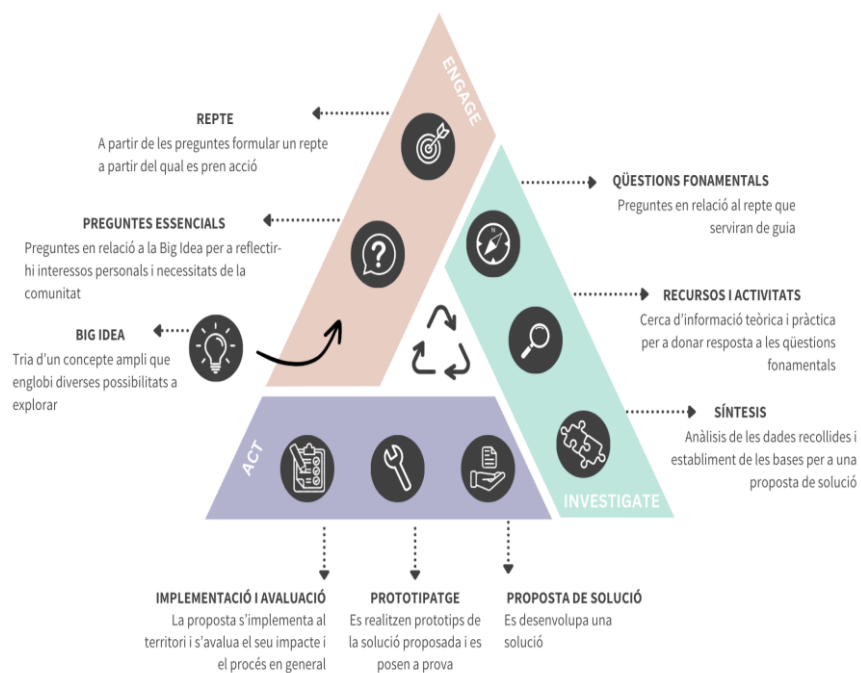 ENGAGE
REPTE
A partir de les preguntes formular un repte
a partir del qual es pren acció
PREGUNTES ESSENCIALS
Preguntes en relació a la Big Idea per a reflectir-
hi interessos personals i necessitats de la
comunitat
BIG IDEA
Tria d'un concepte ampli que
englobi diverses possibilitats a
explorar
QÜESTIONS FONAMENTALS
Preguntes en relació al repte que
serviran de guia
N
RECURSOS I ACTIVITATS
Cerca d'informació teòrica i pràctica
per a donar resposta a les qüestions
fonamentals
SÍNTESIS
Anàlisis de les dades recollides i
establiment de les bases per a una
proposta de solució
INVESTIGATE
ACT
IMPLEMENTACIÓ I AVALUACIÓ
La proposta s'implementa al
territori i s'avalua el seu impacte i
el procés en general
PROTOTIPATGE
Es realitzen prototips de
la solució proposada i es
posen a prova
PROPOSTA DE SOLUCIÓ
Es desenvolupa una
solució